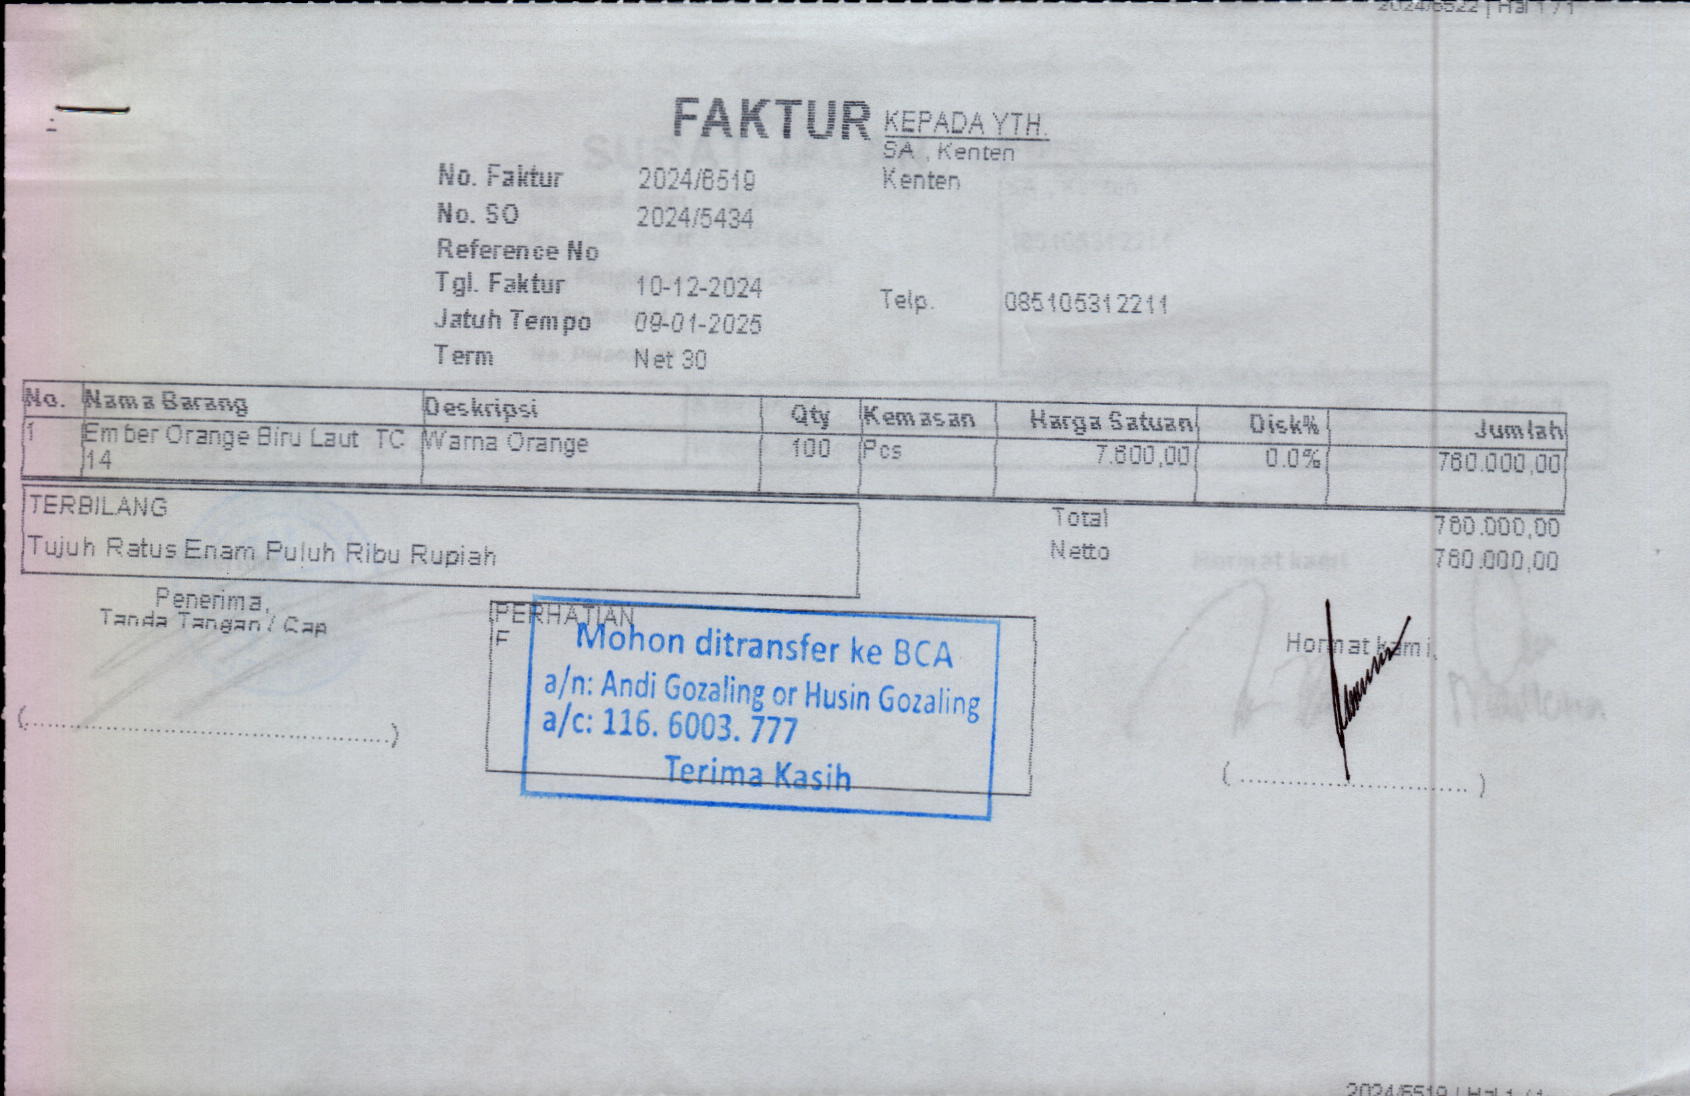 2024/6522 | Hal 1 / 1
FAKTUR
KEPADA YTH.
SA , Kenten
Kenten
No. Faktur 2024/6519
No. SO 2024/5434
Reference No
Tgl. Faktur 10-12-2024
Telp. 085105312211
Jatuh Tempo 09-01-2025
Term Net 30
No. Nama Barang Deskripsi Qty Kemasan Harga Satuan Disk% Jumlah
1 Ember Orange Biru Laut TC Warna Orange 100 Pcs 7.600,00 0.0% 760.000,00
14
TERBILANG
Tujuh Ratus Enam Puluh Ribu Rupiah
Total 760.000,00
Netto 760.000,00
Penerima,
Tanda Tangan / Cap
PERHATIAN
F
Mohon ditransfer ke BCA
a/n: Andi Gozaling or Husin Gozaling
a/c: 116. 6003. 777
Terima Kasih
Hormat kami,
(........................................)
(........................................)
2024/6519 | Hal 1 / 1